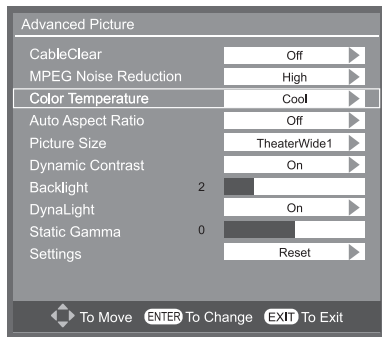 Advanced Picture
CableClear Off
MPEG Noise Reduction High
Color Temperature Cool
Auto Aspect Ratio Off
Picture Size TheaterWide1
Dynamic Contrast On
Backlight 2
DynaLight On
Static Gamma 0
Settings Reset
To Move ENTER To Change EXIT To Exit